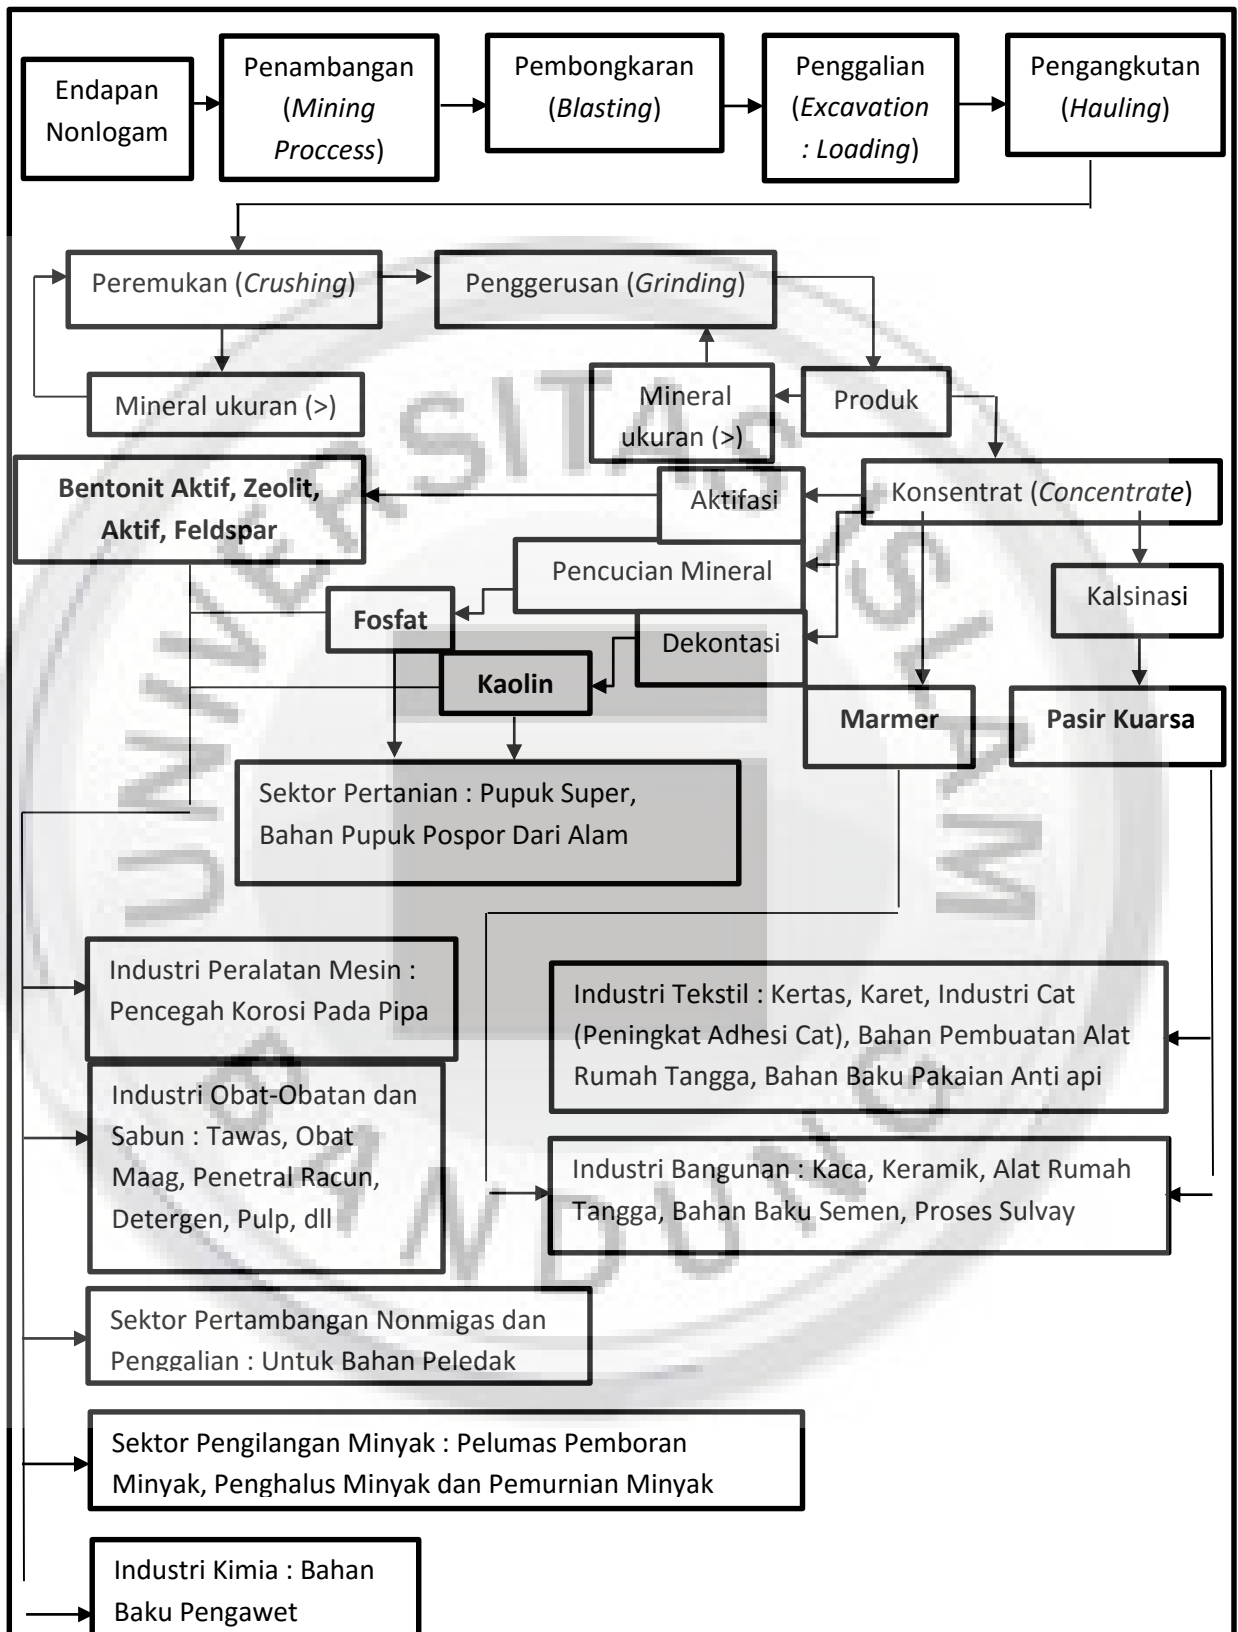 Endapan
Nonlogam
Penambangan
(Mining
Proccess)
Pembongkaran
(Blasting)
Penggalian
(Excavation
: Loading)
Pengangkutan
(Hauling)
Peremukan (Crushing)
Penggerusan (Grinding)
Mineral ukuran (>)
Mineral
ukuran (>)
Produk
Bentonit Aktif, Zeolit,
Aktif, Feldspar
Aktifasi
Konsentrat (Concentrate)
Pencucian Mineral
Kalsinasi
Fosfat
Dekontasi
Kaolin
Marmer
Pasir Kuarsa
Sektor Pertanian : Pupuk Super,
Bahan Pupuk Pospor Dari Alam
Industri Peralatan Mesin :
Pencegah Korosi Pada Pipa
Industri Tekstil : Kertas, Karet, Industri Cat
(Peningkat Adhesi Cat), Bahan Pembuatan Alat
Rumah Tangga, Bahan Baku Pakaian Anti api
Industri Obat-Obatan dan
Sabun : Tawas, Obat
Maag, Penetral Racun,
Detergen, Pulp, dll
Industri Bangunan : Kaca, Keramik, Alat Rumah
Tangga, Bahan Baku Semen, Proses Sulvay
Sektor Pertambangan Nonmigas dan
Penggalian : Untuk Bahan Peledak
Sektor Pengilangan Minyak : Pelumas Pemboran
Minyak, Penghalus Minyak dan Pemurnian Minyak
Industri Kimia : Bahan
Baku Pengawet
UNIVERSITAS ISLAM
BANDUNG